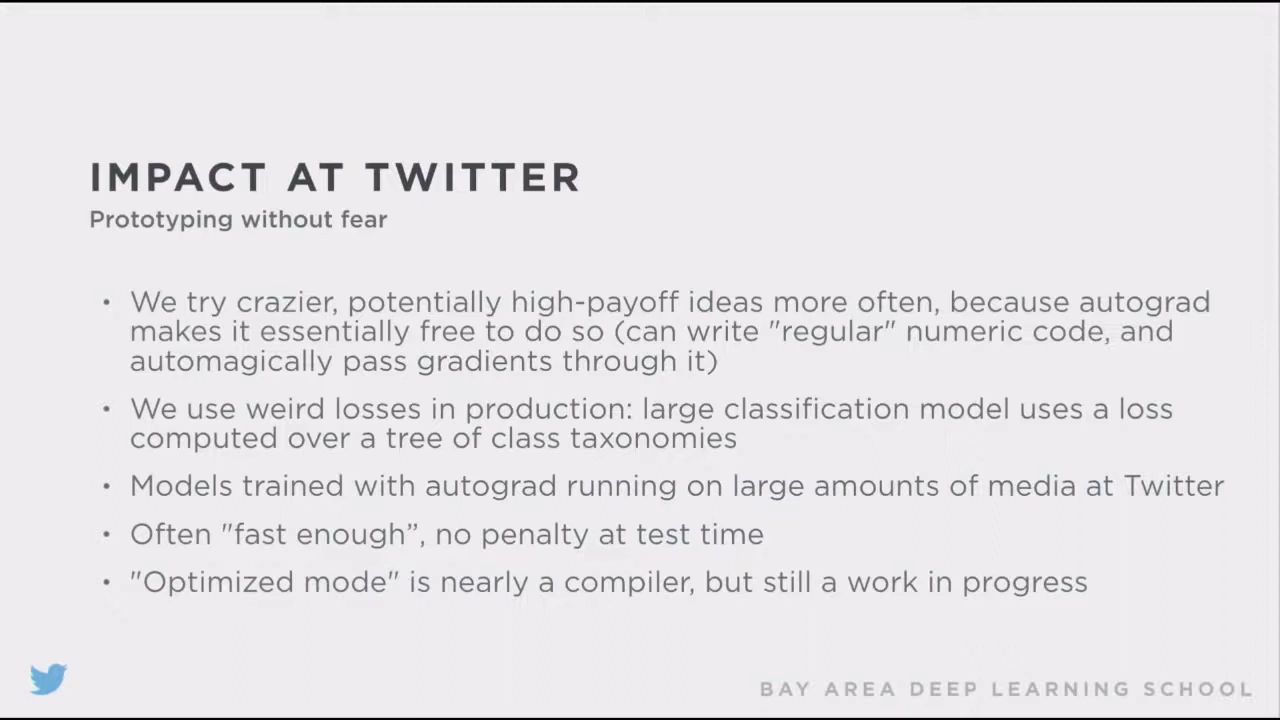 IMPACT AT TWITTER
Prototyping without fear
• We try crazier, potentially high-payoff ideas more often, because autograd
makes it essentially free to do so (can write "regular" numeric code, and
automagically pass gradients through it)
• We use weird losses in production: large classification model uses a loss
computed over a tree of class taxonomies
• Models trained with autograd running on large amounts of media at Twitter
• Often "fast enough”, no penalty at test time
• "Optimized mode" is nearly a compiler, but still a work in progress
BAY AREA DEEP LEARNING SCHOOL